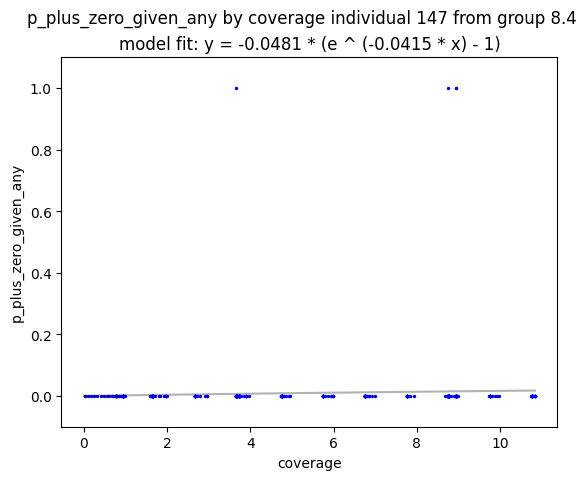 p_plus_zero_given_any by coverage individual 147 from group 8.4
model fit: y = -0.0481 * (e ^ (-0.0415 * x) - 1)
1.0
0.8
0.6
0.4
0.2
0.0
p_plus_zero_given_any
0 2 4 6 8 10
coverage